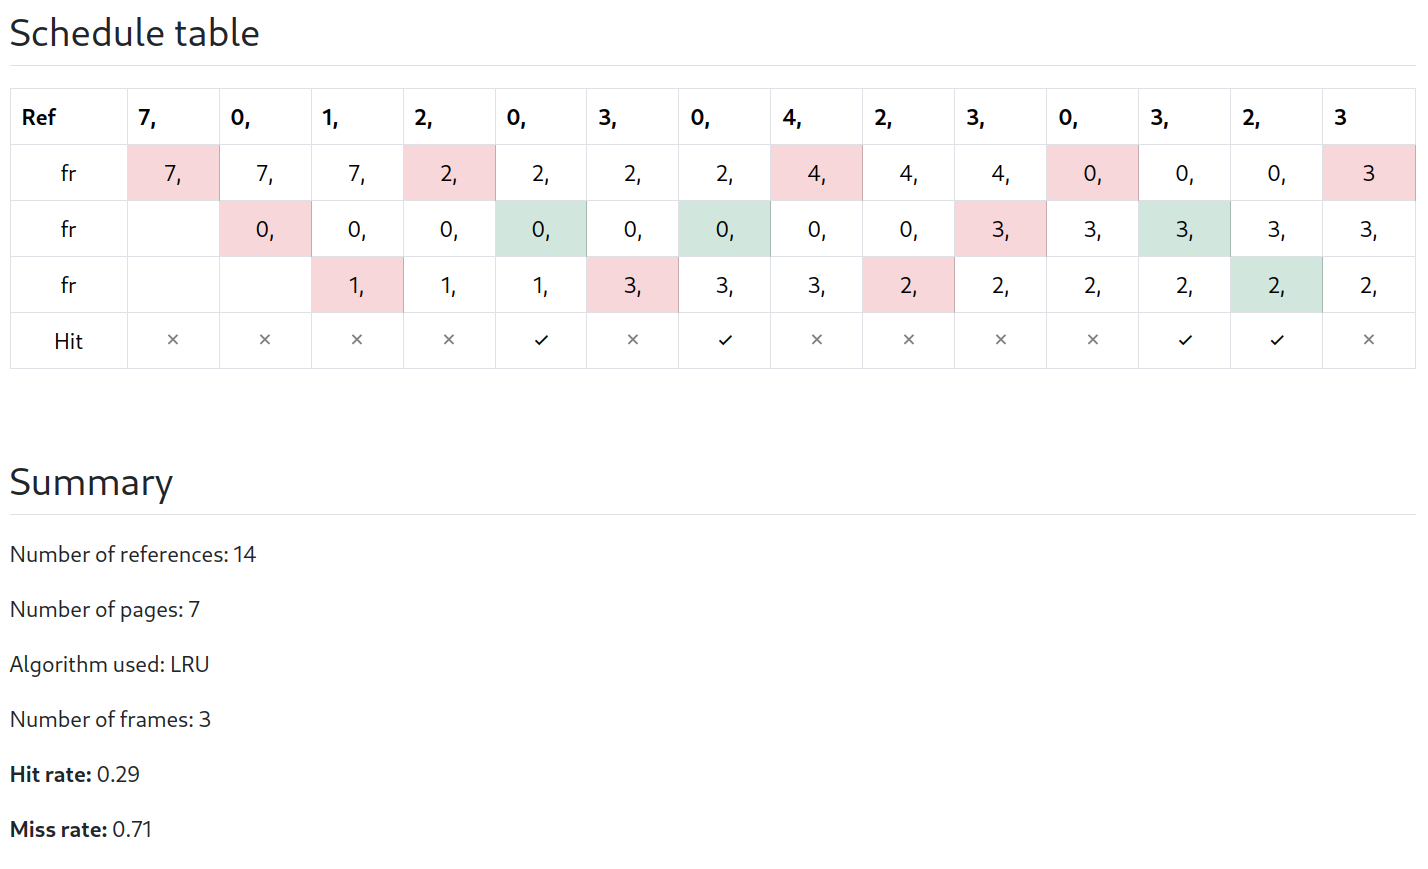 Schedule table
Ref 7, 0, 1, 2, 0, 3, 0, 4, 2, 3, 0, 3, 2, 3
fr 7, 7, 7, 2, 2, 2, 2, 4, 4, 4, 0, 0, 0, 3
fr 0, 0, 0, 0, 0, 0, 0, 0, 3, 3, 3, 3, 3,
fr 1, 1, 1, 3, 3, 3, 2, 2, 2, 2, 2, 2,
Hit × × × × ✓ × ✓ × × × × ✓ ✓ ×
Summary
Number of references: 14
Number of pages: 7
Algorithm used: LRU
Number of frames: 3
Hit rate: 0.29
Miss rate: 0.71